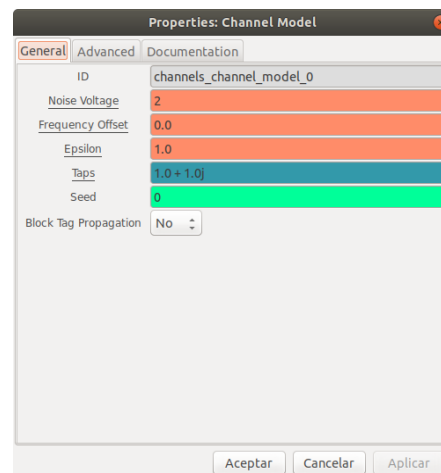 Properties: Channel Model
General Advanced Documentation
ID channels_channel_model_0
Noise Voltage 2
Frequency Offset 0.0
Epsilon 1.0
Taps 1.0 + 1.0j
Seed 0
Block Tag Propagation No
Aceptar Cancelar Aplicar